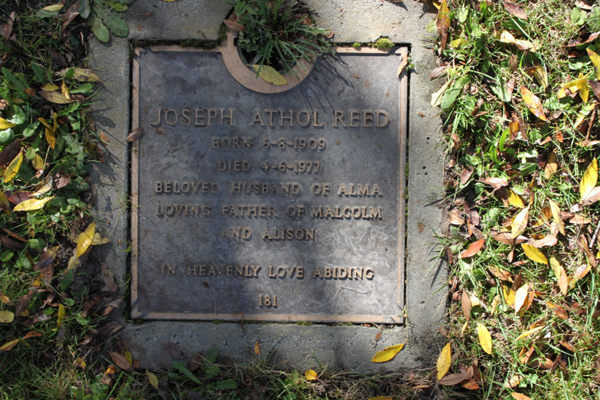 JOSEPH ATHOL REED
BORN 6-8-1909
DIED 4-6-1977
BELOVED HUSBAND OF ALMA
LOVING FATHER OF MALCOLM
AND ALISON
IN HEAVENLY LOVE ABIDING
181